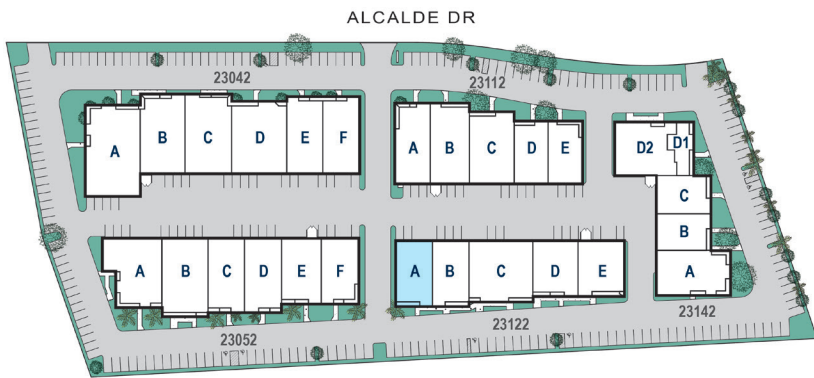 ALCALDE DR
23042
23112
A B C D E F
A B C D E
D2 D1
C
B
A
A B C D E F
A B C D E
23052
23122
23142